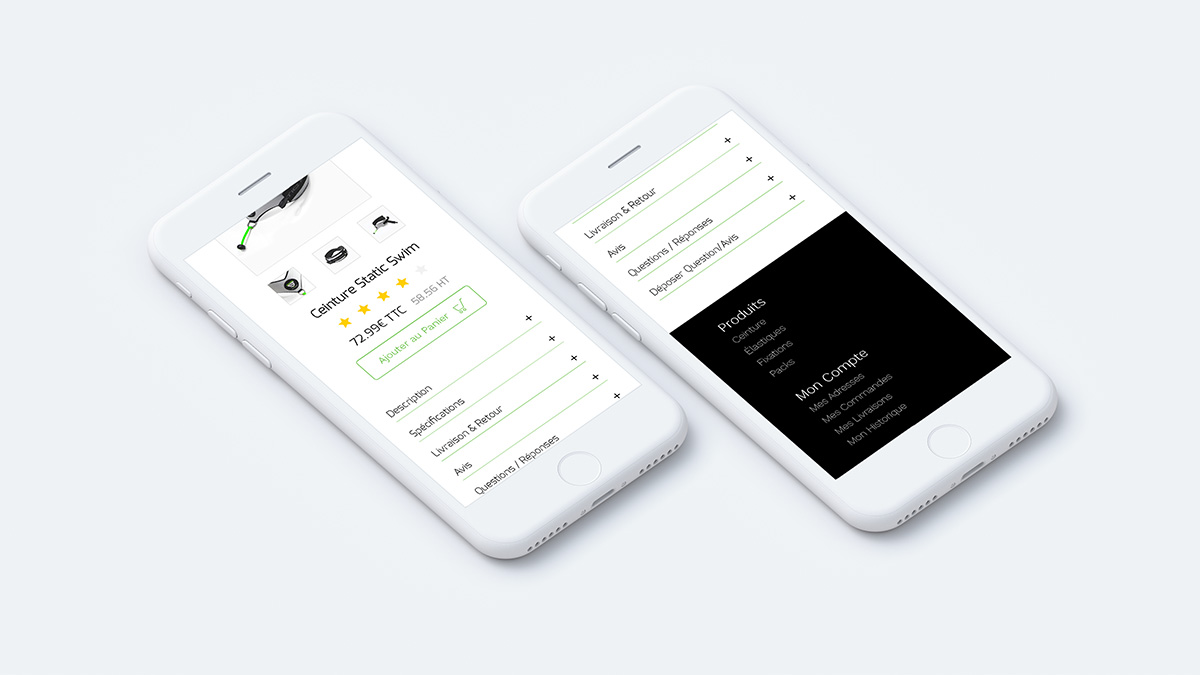 Ceinture Static Swim
72.99€ TTC 58.56 HT
Ajouter au Panier
Description
+
Spécifications
+
Livraison & Retour
+
Avis
+
Questions / Réponses
+
+
Livraison & Retour
+
Avis
+
Questions / Réponses
+
Déposer Question/Avis
Produits
Ceinture
Élastiques
Fixations
Packs
Mon Compte
Mes Adresses
Mes Commandes
Mes Livraisons
Mon Historique